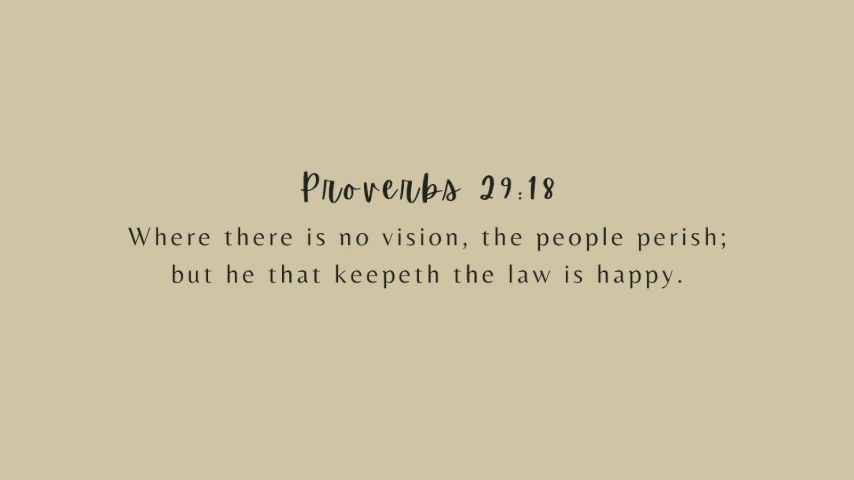 Proverbs 29:18
Where there is no vision, the people perish;
but he that keepeth the law is happy.